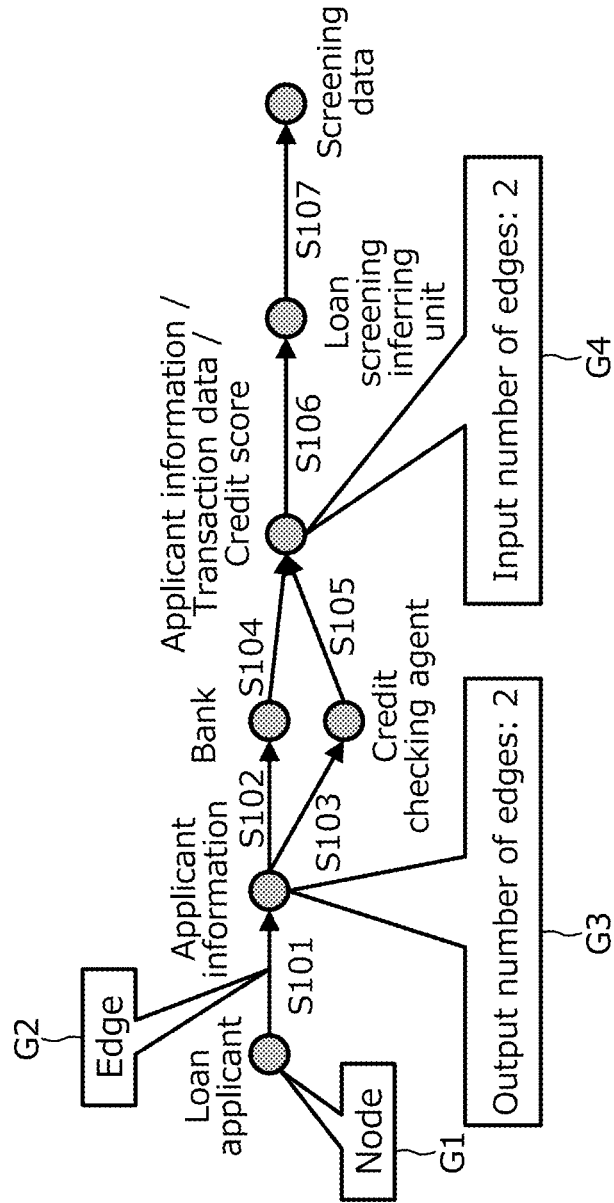 G2
Edge
Loan
applicant
S101
Node
G1
Applicant
information
S102
S103
Output number of edges: 2
G3
Bank
Credit
checking agent
S104
S105
Applicant information /
Transaction data /
Credit score
S106
Loan
screening
inferring
unit
Input number of edges: 2
G4
S107
Screening
data